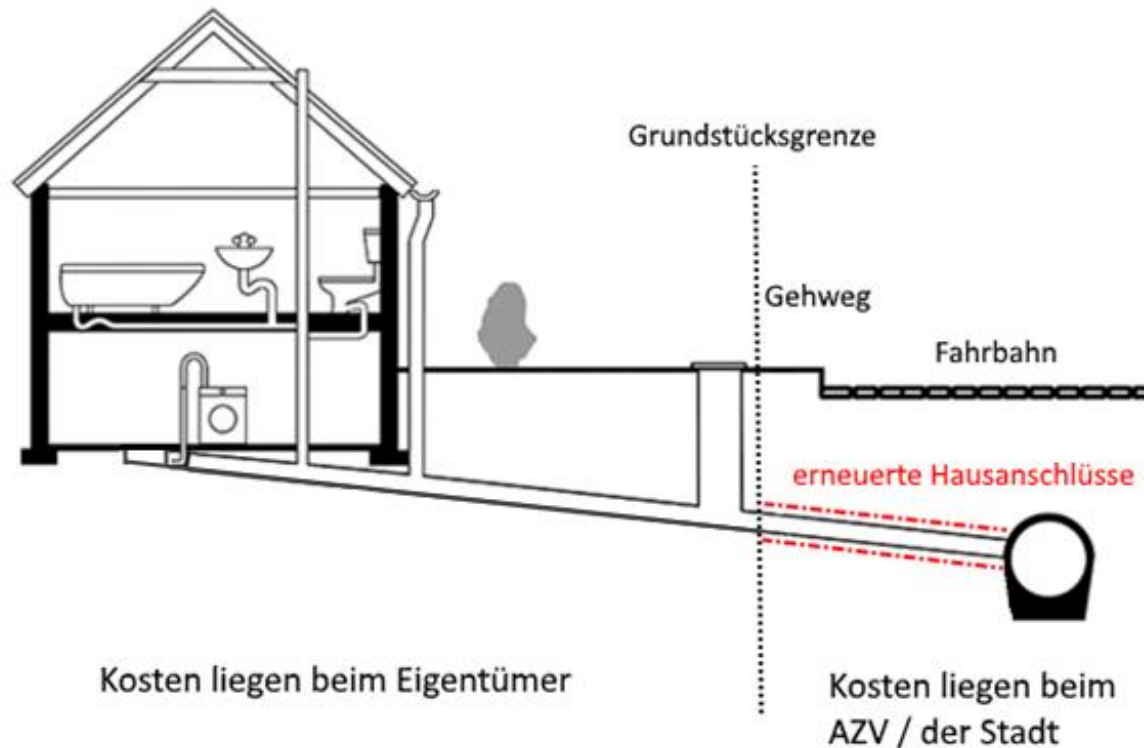 Grundstücksgrenze
Gehweg
Fahrbahn
erneuerte Hausanschlüsse
Kosten liegen beim Eigentümer
Kosten liegen beim
AZV / der Stadt